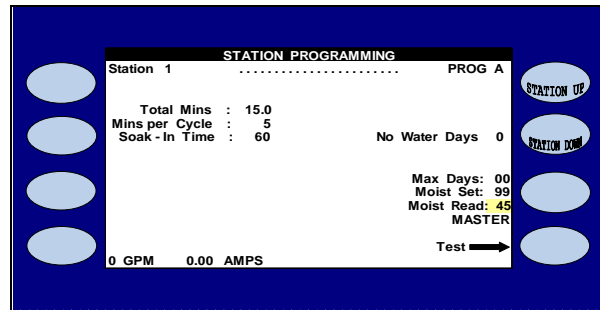 STATION PROGRAMMING
Station 1 ....................... PROG A
STATION UP
Total Mins : 15.0
Mins per Cycle : 5
Soak - In Time : 60 No Water Days 0
STATION DOWN
Max Days: 00
Moist Set: 99
Moist Read: 45
MASTER
Test
0 GPM 0.00 AMPS